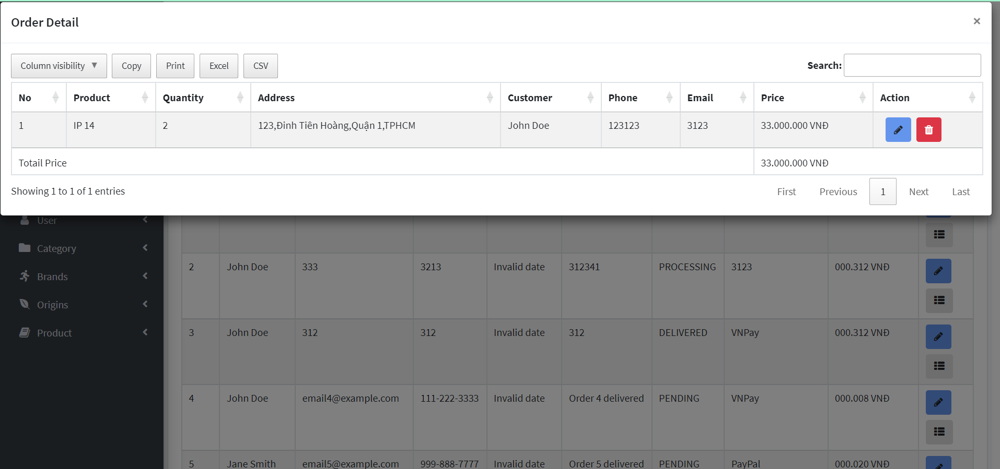 Order Detail ×
Column visibility ▼ Copy Print Excel CSV Search:
No Product Quantity Address Customer Phone Email Price Action
1 IP 14 2 123,Đinh Tiên Hoàng,Quận 1,TPHCM John Doe 123123 3123 33.000.000 VNĐ
Totail Price 33.000.000 VNĐ
Showing 1 to 1 of 1 entries First Previous 1 Next Last
User
Category
Brands
Origins
Product
2 John Doe 333 3213 Invalid date 312341 PROCESSING 3123 000.312 VNĐ
3 John Doe 312 312 Invalid date 312 DELIVERED VNPay 000.312 VNĐ
4 John Doe email4@example.com 111-222-3333 Invalid date Order 4 delivered PENDING VNPay 000.008 VNĐ
5 Jane Smith email5@example.com 999-888-7777 Invalid date Order 5 delivered PENDING PayPal 000.020 VNĐ